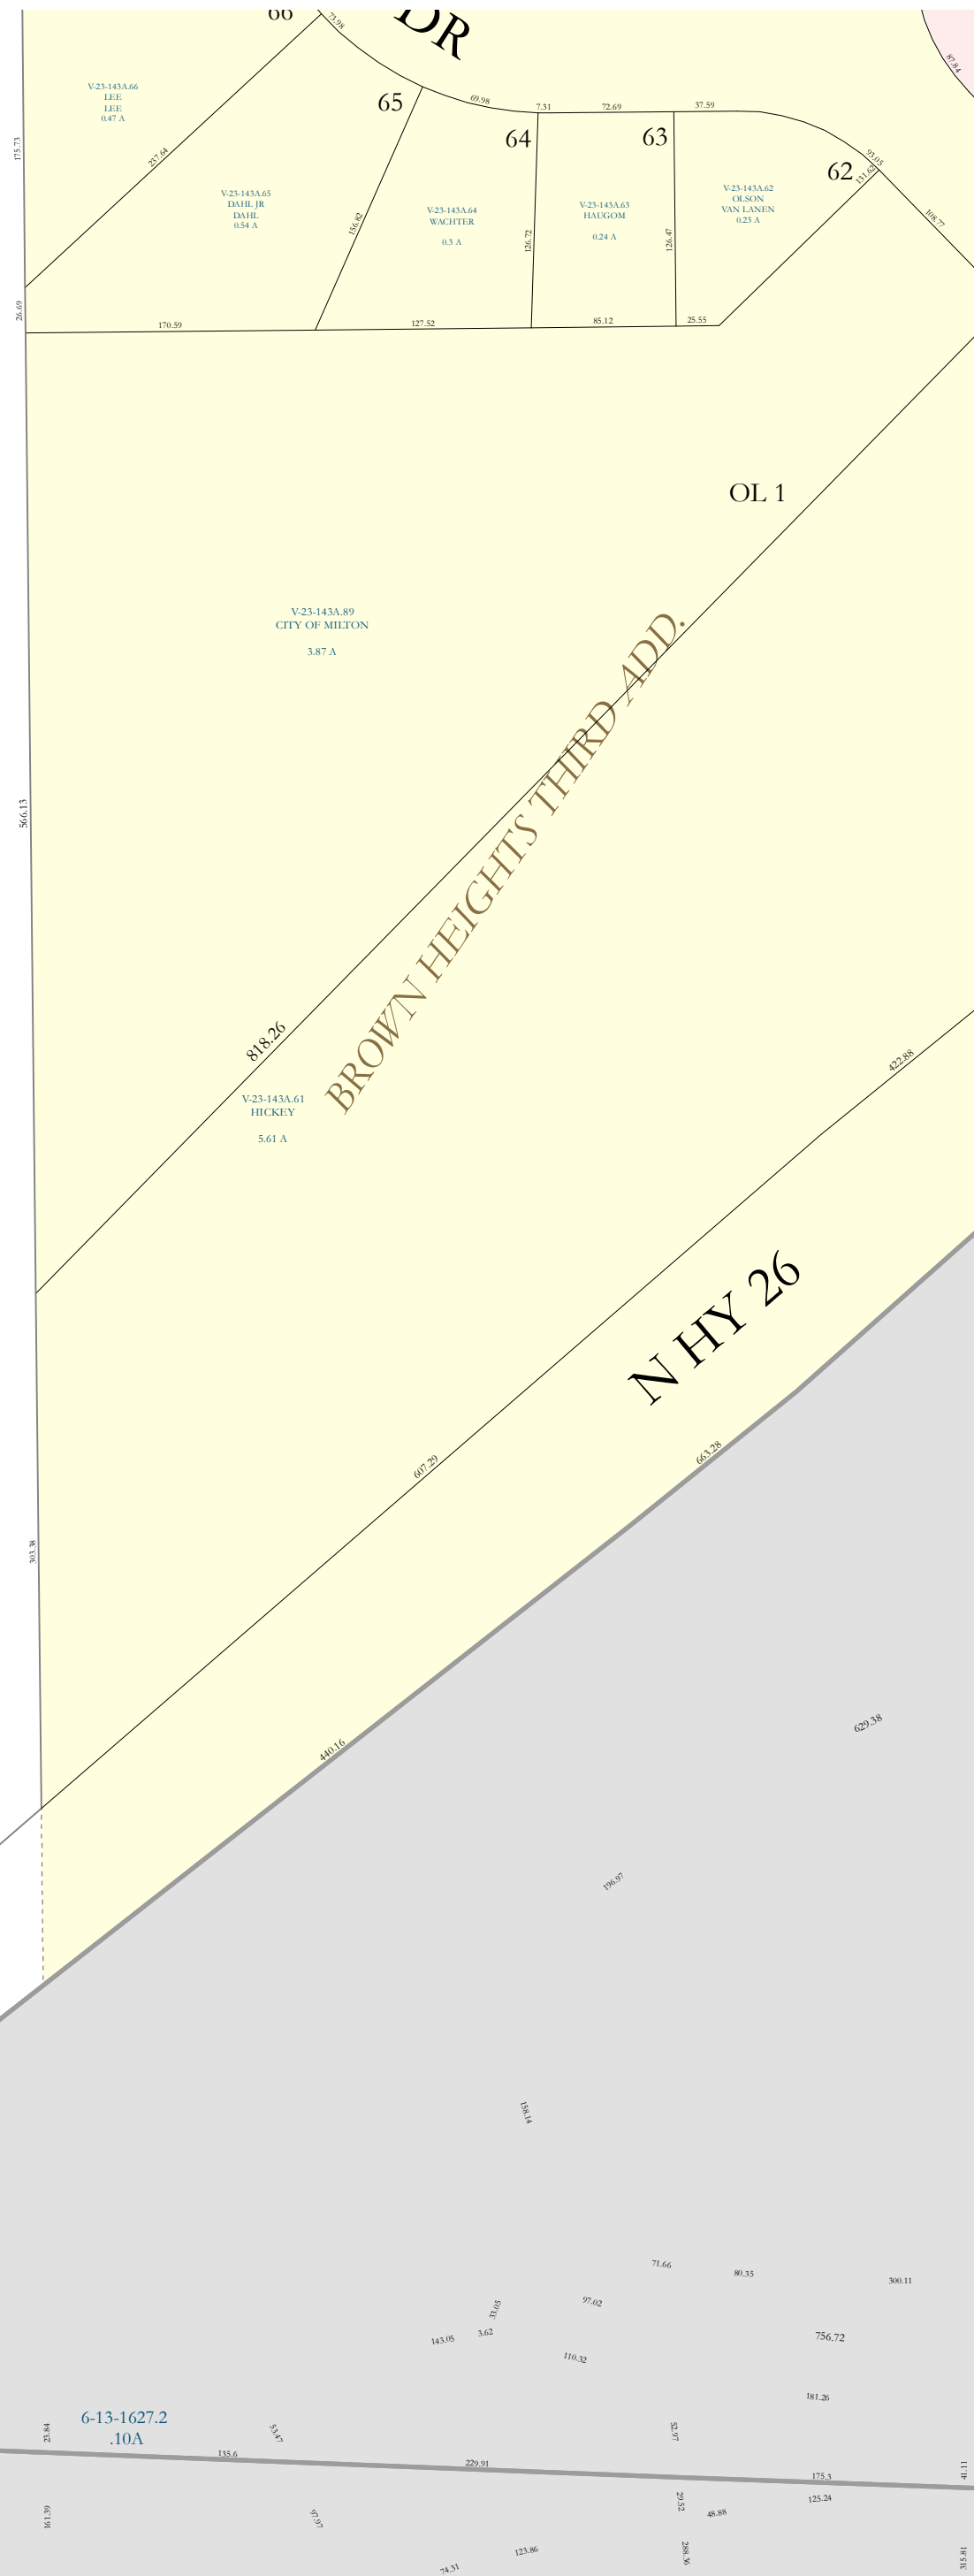 66
73.98
DR
87.84
V-23-143A.66
LEE
LEE
0.47 A
65
69.98
7.31
72.69
37.59
64
63
62
93.05
131.62
175.73
237.64
V-23-143A.65
DAHL JR
DAHL
0.54 A
156.82
V-23-143A.64
WACHTER
0.3 A
126.72
V-23-143A.63
HAUGOM
0.24 A
126.47
V-23-143A.62
OLSON
VAN LANEN
0.23 A
108.77
26.69
170.59
127.52
85.12
25.55
OL 1
V-23-143A.89
CITY OF MILTON
3.87 A
BROWN HEIGHTS THIRD ADD.
566.13
818.26
V-23-143A.61
HICKEY
5.61 A
422.88
N HY 26
607.29
663.28
303.38
440.16
629.38
196.97
158.14
71.66
80.35
300.11
33.05
97.02
3.62
143.05
756.72
110.32
181.26
6-13-1627.2
.10A
23.84
53.47
52.97
135.6
229.91
175.3
41.11
161.39
97.97
29.52
48.88
125.24
123.86
288.36
74.31
315.81